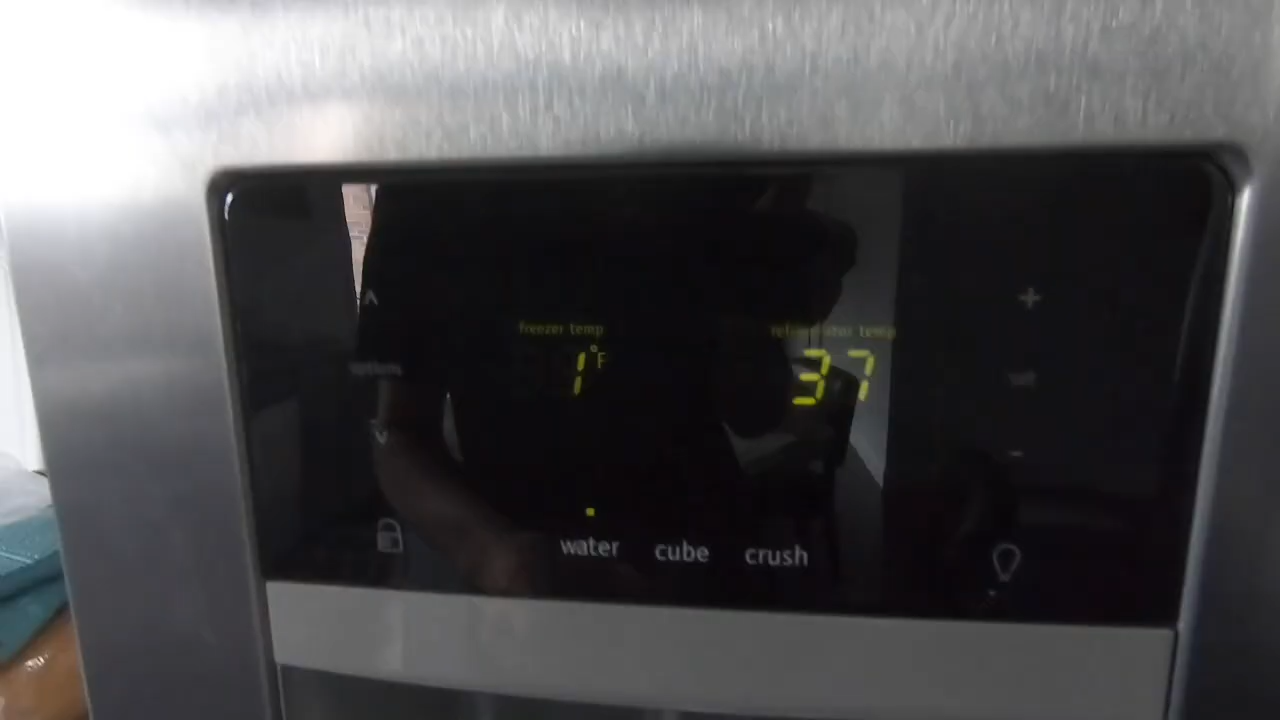 freezer temp
refrigerator temp
1°F
37
options
water
cube
crush